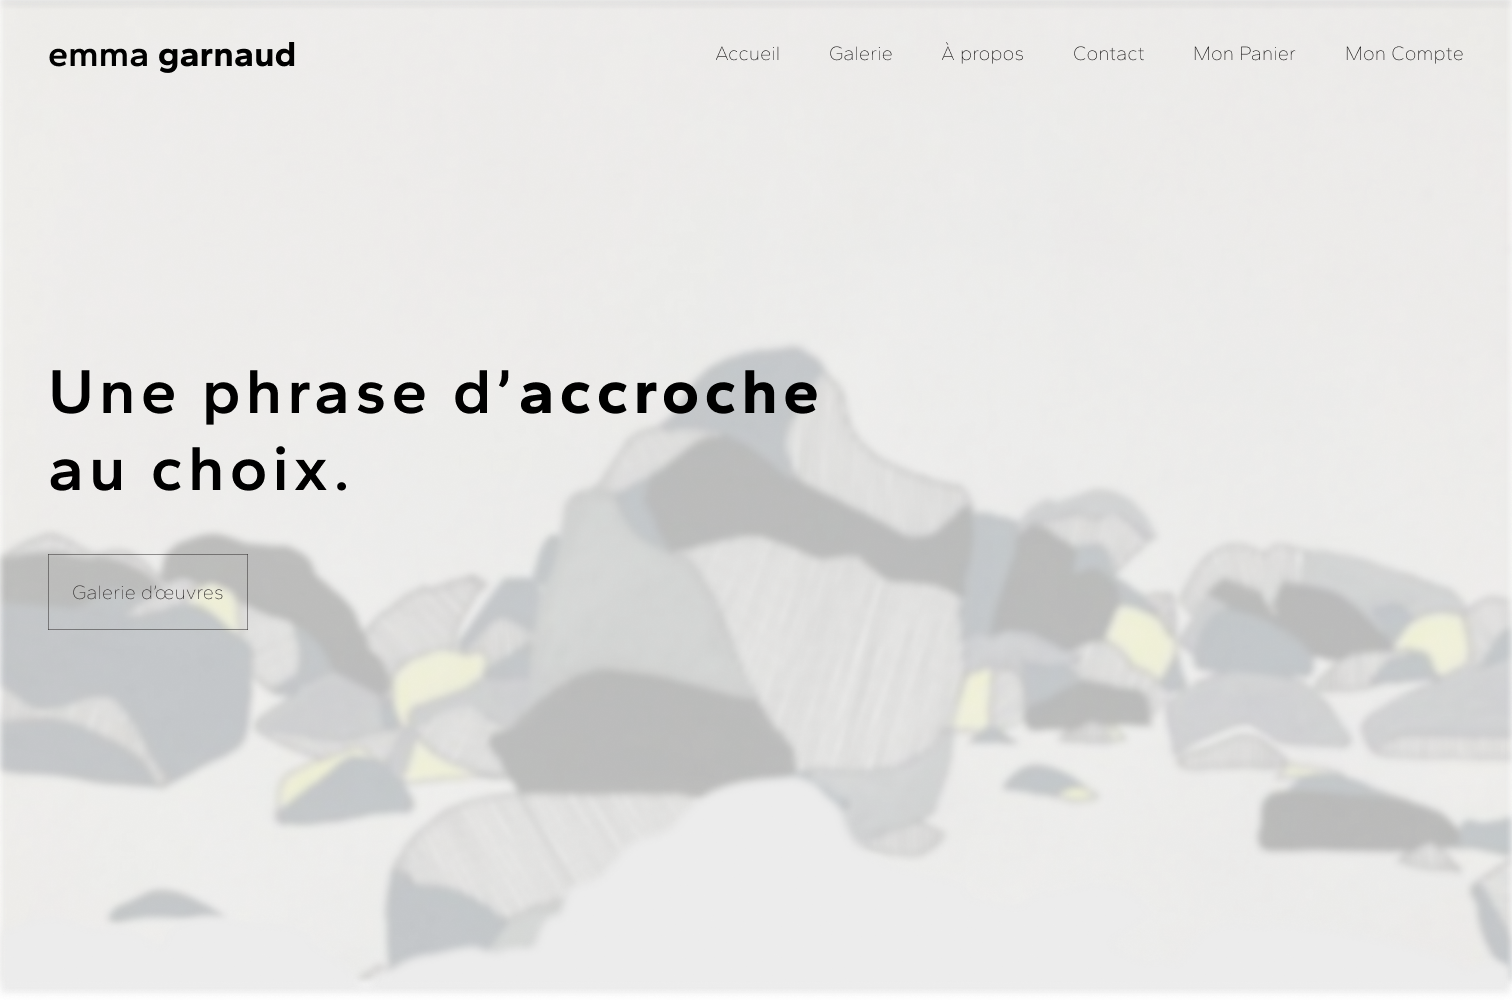 emma garnaud
Accueil Galerie À propos Contact Mon Panier Mon Compte
Une phrase d’accroche
au choix.
Galerie d’œuvres